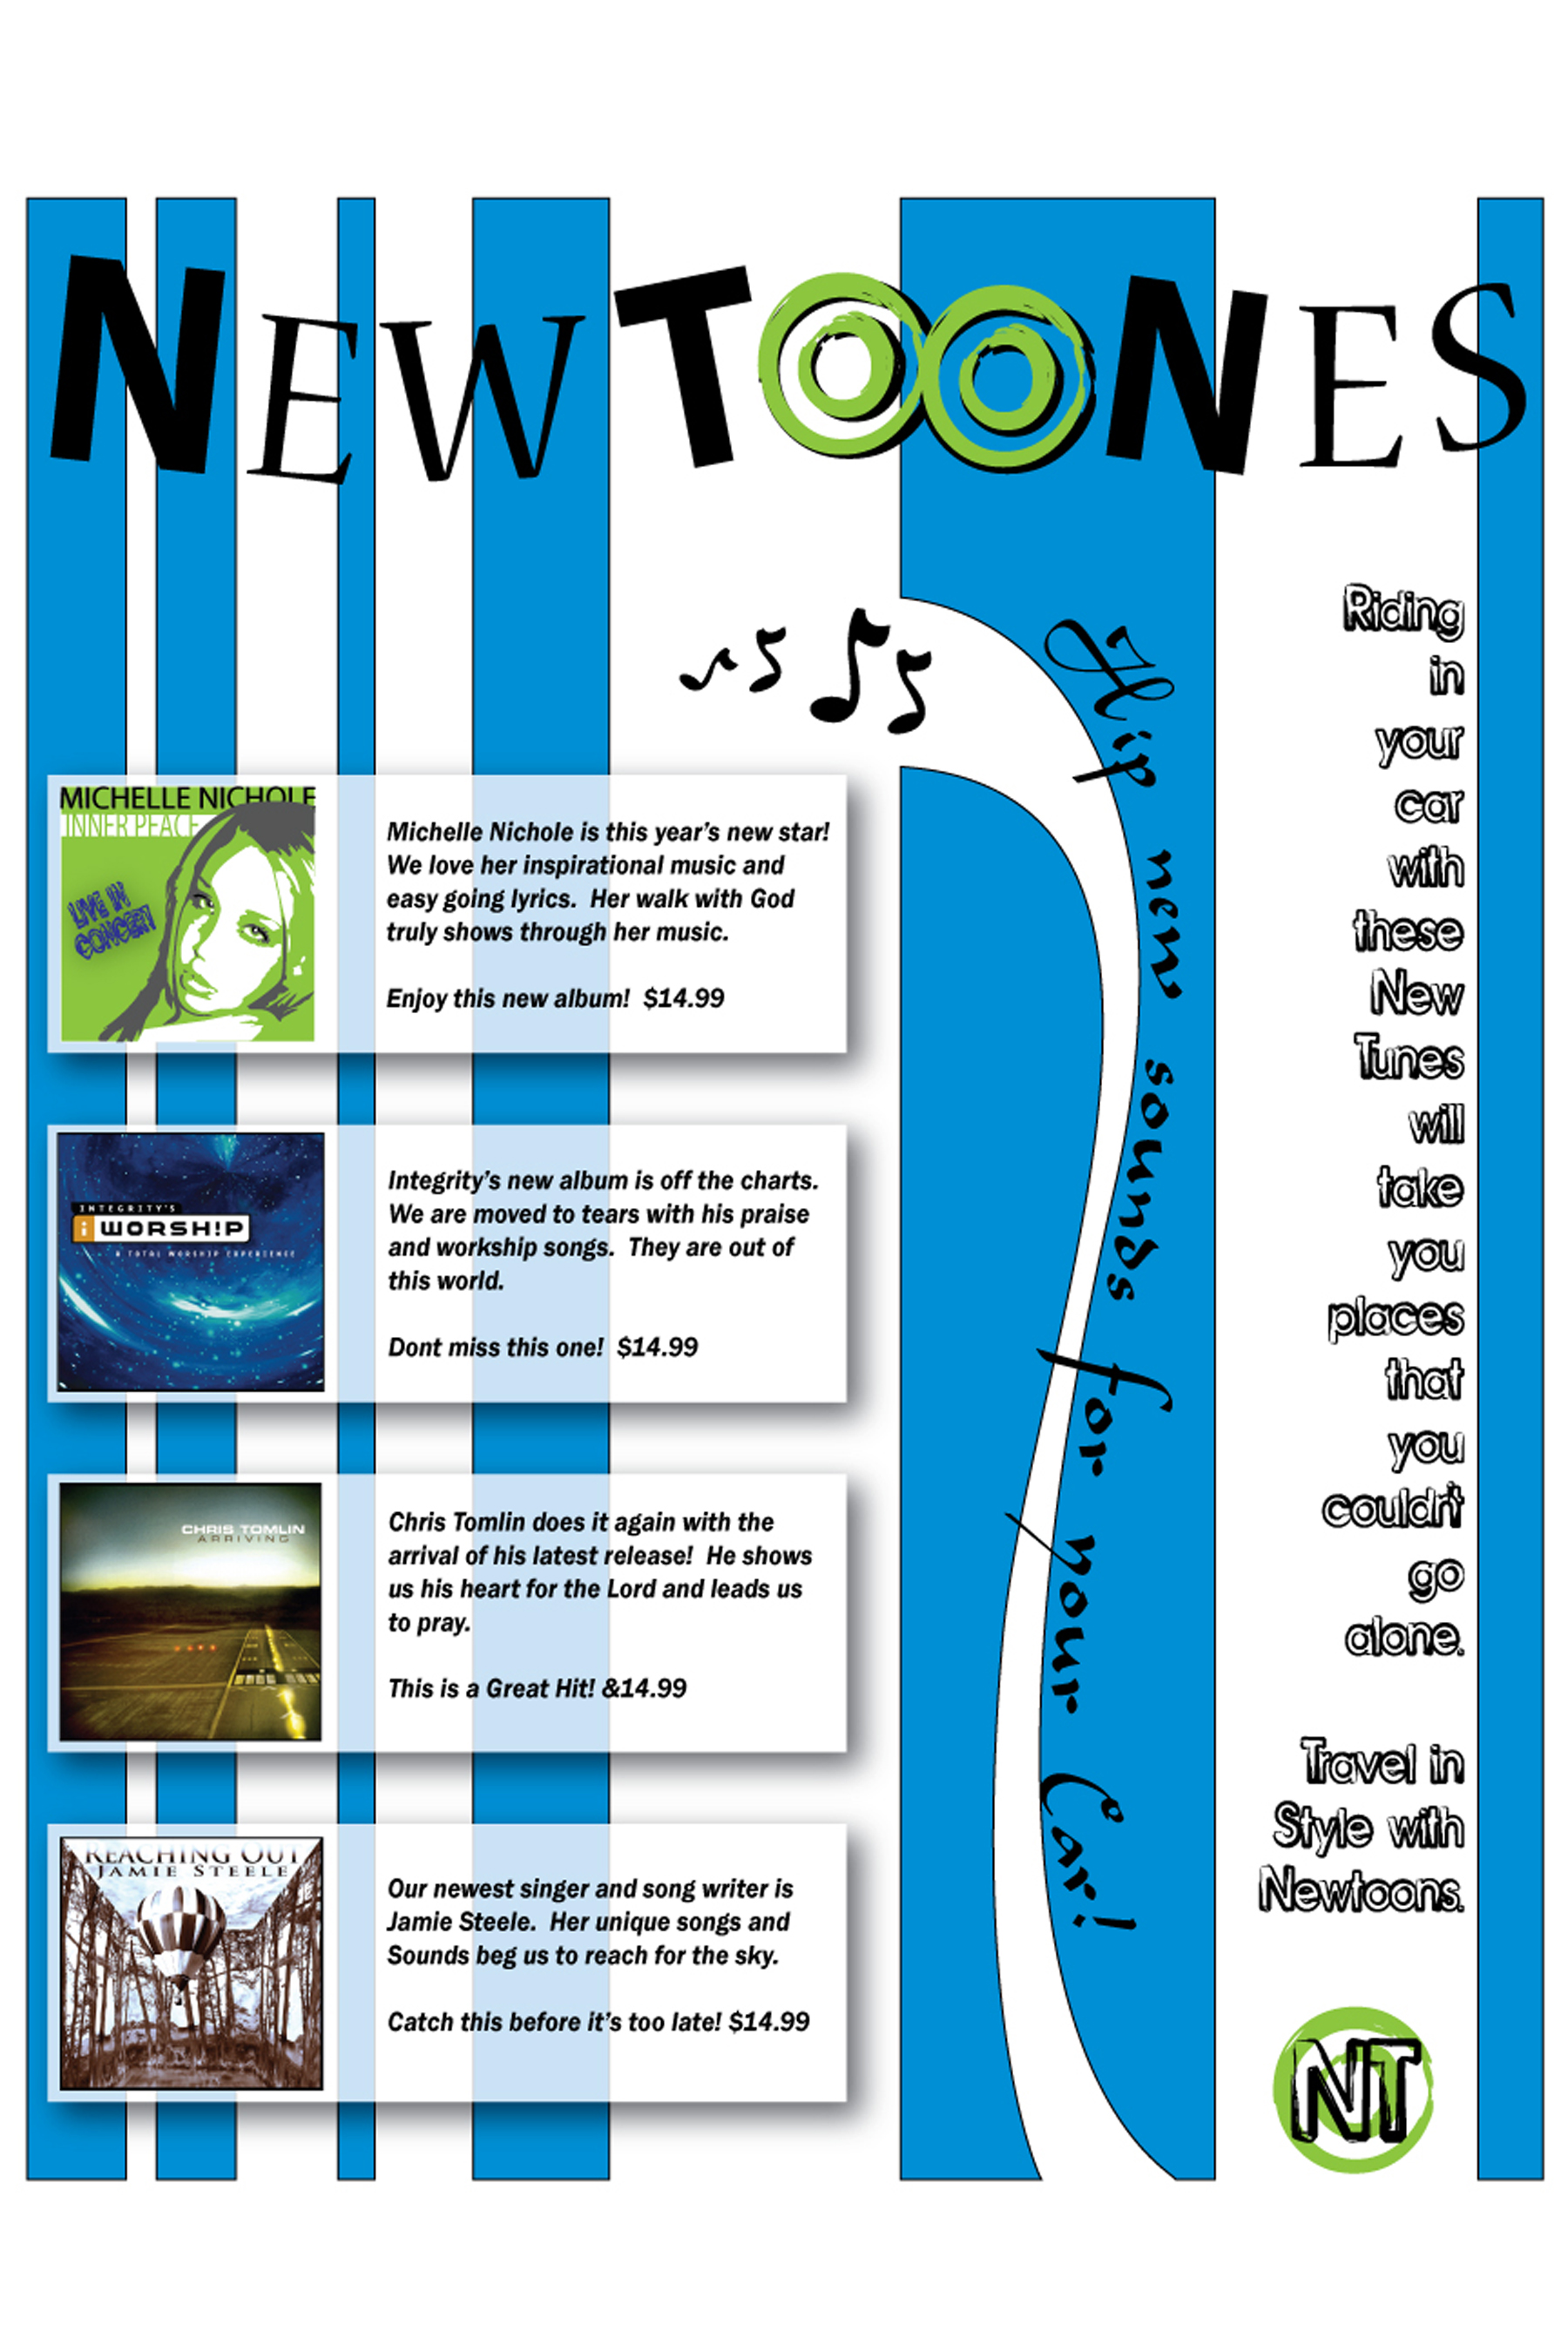 NEW TOONES
MICHELLE NICHOLE
INNER PEACE
LIVE IN
CONCERT
Michelle Nichole is this year's new star!
We love her inspirational music and
easy going lyrics.  Her walk with God
truly shows through her music.
Enjoy this new album!  $14.99
INTEGRITY'S
i WORSH!P
A TOTAL WORSHIP EXPERIENCE
Integrity's new album is off the charts.
We are moved to tears with his praise
and workship songs.  They are out of
this world.
Dont miss this one!  $14.99
CHRIS TOMLIN
ARRIVING
Chris Tomlin does it again with the
arrival of his latest release!  He shows
us his heart for the Lord and leads us
to pray.
This is a Great Hit! &14.99
REACHING OUT
JAMIE STEELE
Our newest singer and song writer is
Jamie Steele.  Her unique songs and
Sounds beg us to reach for the sky.
Catch this before it's too late! $14.99
Hip new sounds for your Car!
Riding
in
your
car
with
these
New
Tunes
will
take
you
places
that
you
couldn't
go
alone.
Travel in
Style with
Newtoons.
NT